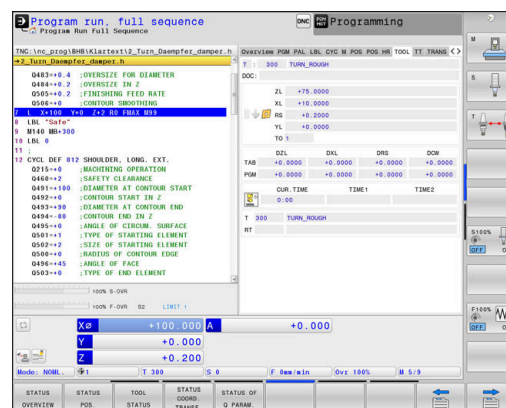 Program run, full sequence
Program Run Full Sequence
DNC
Programming
TNC:\nc_prog\BHB\Klartext\2_Turn_Daempfer_damper.h
→2_Turn_Daempfer_damper.h
Q483=+0.4 ;OVERSIZE FOR DIAMETER
Q484=+0.2 ;OVERSIZE IN Z
Q505=+0.2 ;FINISHING FEED RATE
Q506=+0 ;CONTOUR SMOOTHING
7 L X+100 Y+0 Z+2 R0 FMAX M99
8 LBL "Safe"
9 M140 MB+300
10 LBL 0
11 ;
12 CYCL DEF 812 SHOULDER, LONG. EXT.
Q215=+0 ;MACHINING OPERATION
Q460=+2 ;SAFETY CLEARANCE
Q491=+100 ;DIAMETER AT CONTOUR START
Q492=+0 ;CONTOUR START IN Z
Q493=+90 ;DIAMETER AT CONTOUR END
Q494=-80 ;CONTOUR END IN Z
Q495=+0 ;ANGLE OF CIRCUM. SURFACE
Q501=+1 ;TYPE OF STARTING ELEMENT
Q502=+2 ;SIZE OF STARTING ELEMENT
Q500=+0 ;RADIUS OF CONTOUR EDGE
Q496=+45 ;ANGLE OF FACE
Q503=+0 ;TYPE OF END ELEMENT
100% S-OVR
100% F-OVR S2 LIMIT 1
Overview PGM PAL LBL CYC M POS POS HR TOOL TT TRANS
T : 300 TURN_ROUGH
DOC:
ZL +75.0000
XL +10.0000
RS +0.2000
YL +0.0000
TO 1
DZL DXL DRS DCW
TAB +0.0000 +0.0000 +0.0000 +0.0000
PGM +0.0000 +0.0000 +0.0000 +0.0000
CUR.TIME TIME1 TIME2
0:00
T 300 TURN_ROUGH
RT
XØ +100.000 A +0.000
Y +0.000
Z +0.200
Mode: NOML. 1 T 300 S 0 F 0mm/min Ovr 100% M 5/9
STATUS OVERVIEW
STATUS POS.
TOOL STATUS
STATUS COORD.
STATUS OF Q PARAM.
M
S
T
S100%
OFF
F100%
OFF